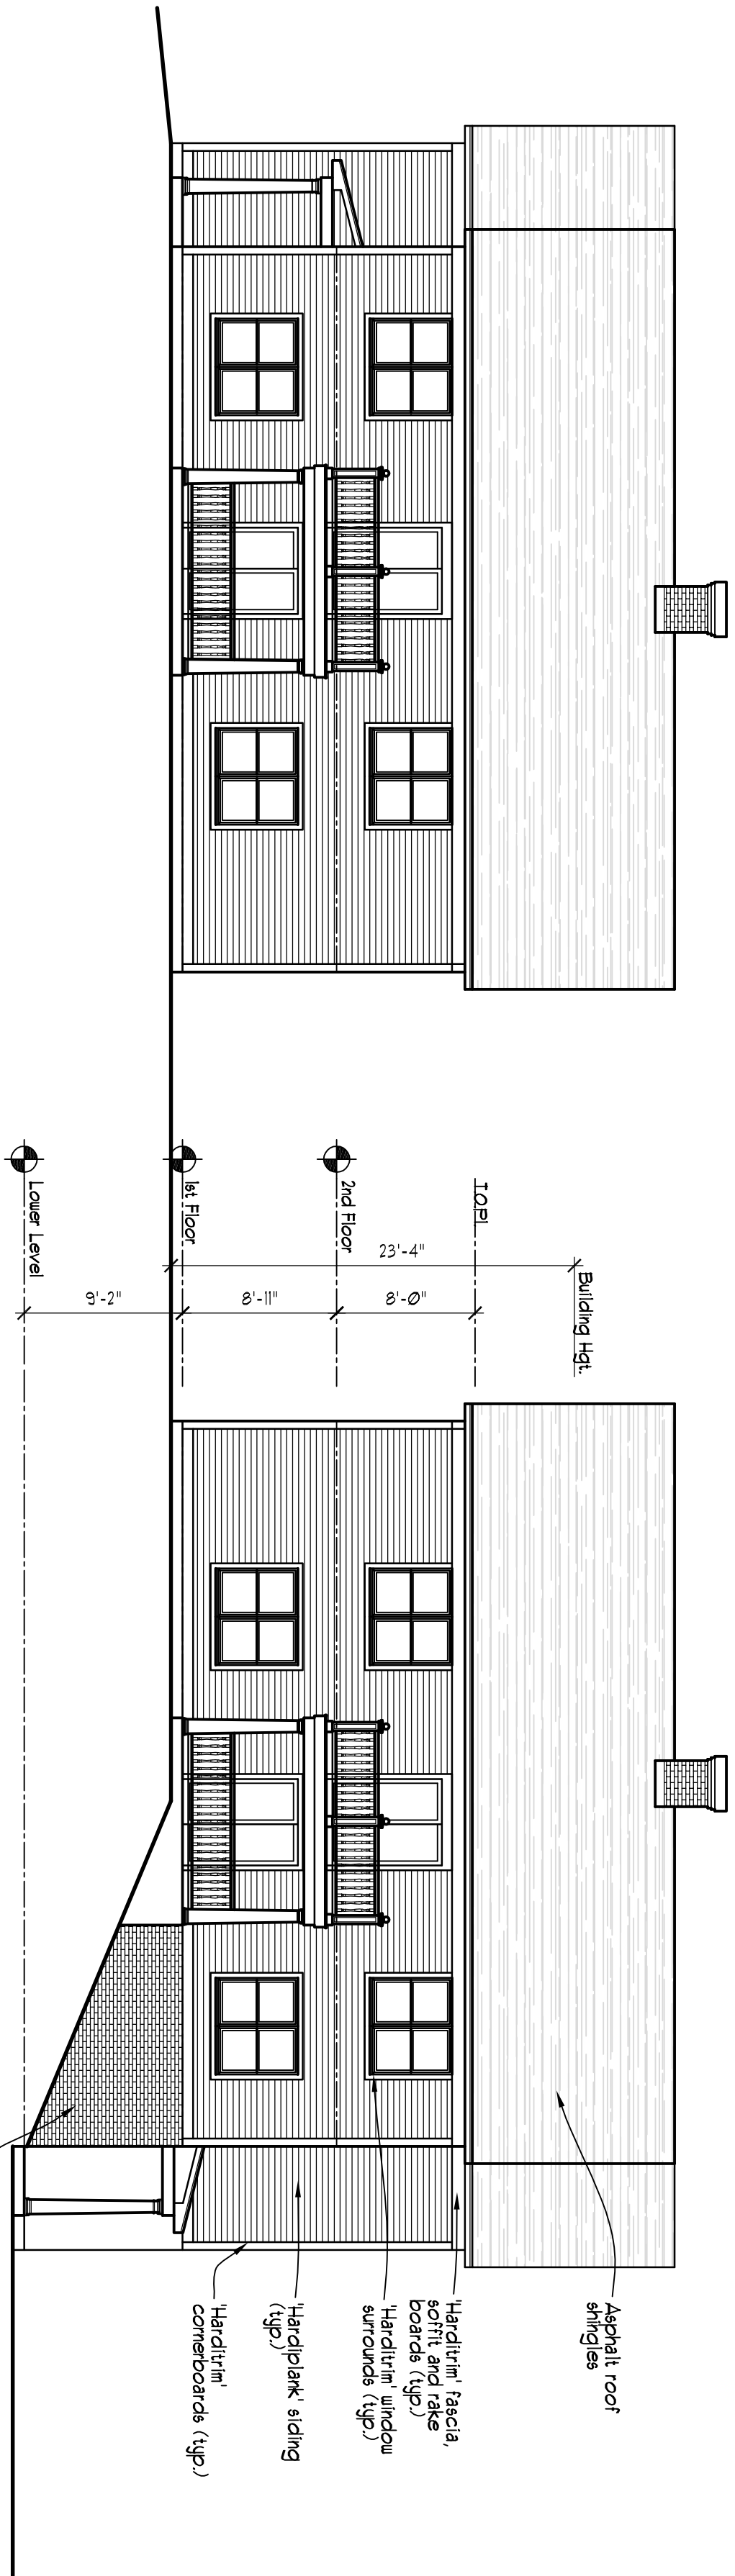 Asphalt roof
shingles
'Harditrim' fascia,
soffit and rake
boards (typ.)
'Harditrim' window
surrounds (typ.)
'Hardiplank' siding
(typ.)
'Harditrim'
cornerboards (typ.)
Building Hgt.
T.O.Pl.
2nd Floor
1st Floor
Lower Level
23'-4"
8'-0"
8'-11"
9'-2"